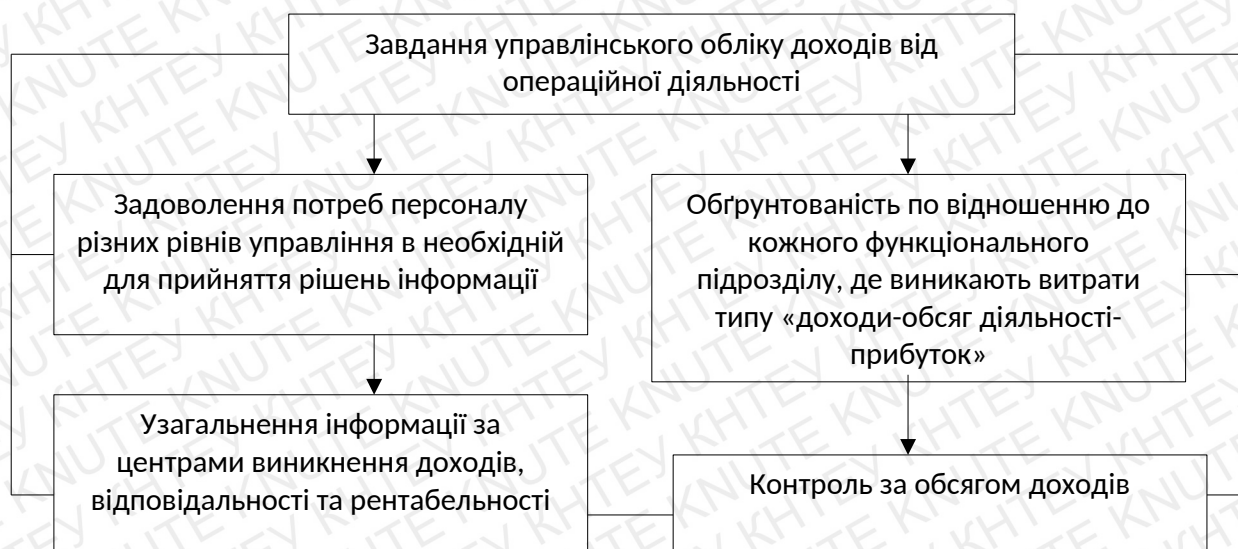 Завдання управлінського обліку доходів від
операційної діяльності
Задоволення потреб персоналу
різних рівнів управління в необхідній
для прийняття рішень інформації
Обґрунтованість по відношенню до
кожного функціонального
підрозділу, де виникають витрати
типу «доходи-обсяг діяльності-
прибуток»
Узагальнення інформації за
центрами виникнення доходів,
відповідальності та рентабельності
Контроль за обсягом доходів